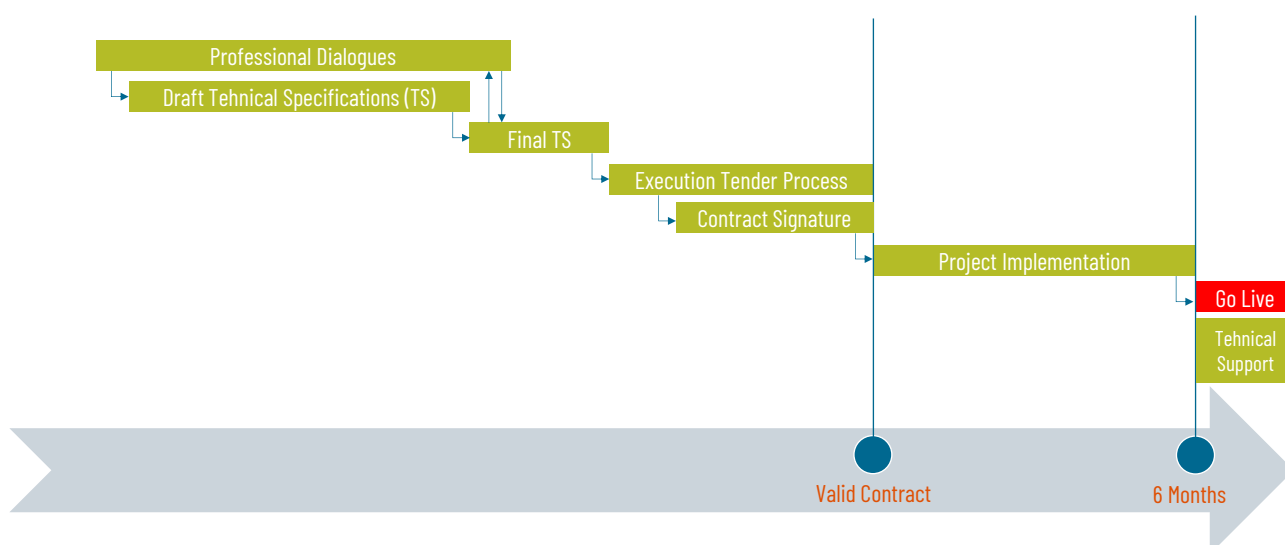 Professional Dialogues
Draft Tehnical Specifications (TS)
Final TS
Execution Tender Process
Contract Signature
Project Implementation
Go Live
Tehnical
Support
Valid Contract
6 Months